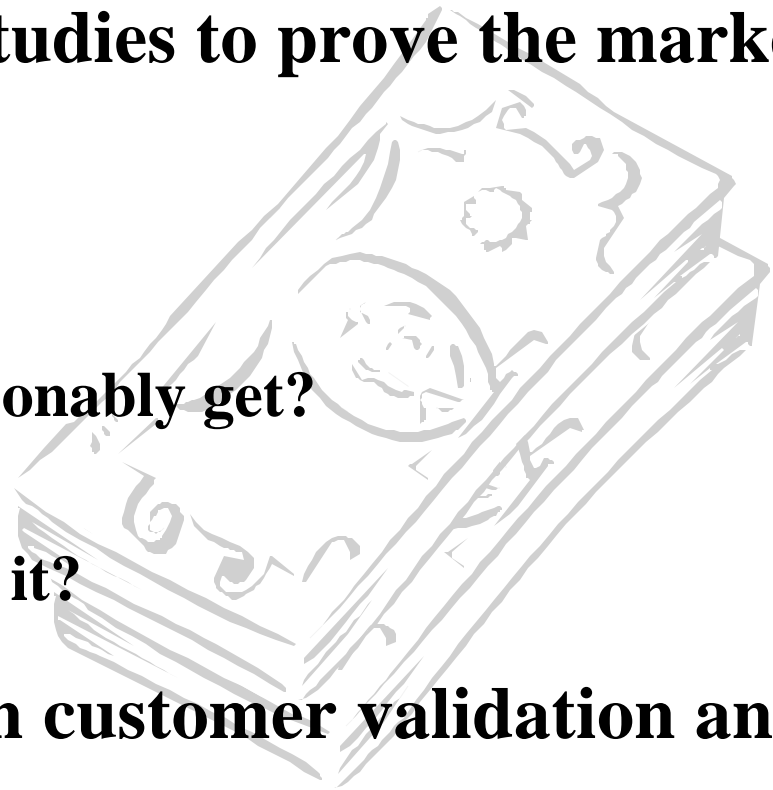 tudies to prove the mark
onably get?
it?
n customer validation an